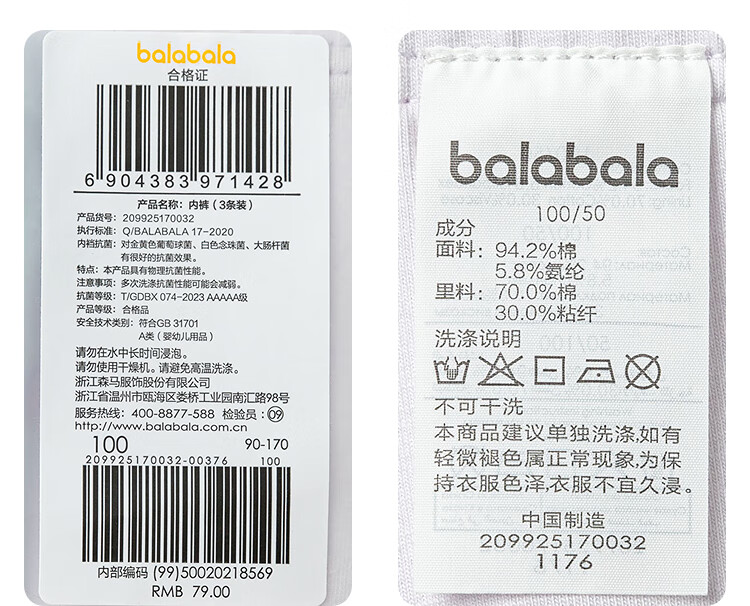 balabala
合格证
6 904383 971428
产品名称：内裤（3条装）
产品货号：209925170032
执行标准：Q/BALABALA 17-2020
内裆抗菌：对金黄色葡萄球菌、白色念珠菌、大肠杆菌
有很好的抗菌效果。
特点：本产品具有物理抗菌性能。
注意事项：多次洗涤抗菌性能可能会减弱。
抗菌等级：T/GDBX 074-2023 AAAAA级
产品等级：合格品
安全技术类别：符合GB 31701
A类（婴幼儿用品）
请勿在水中长时间浸泡。
请勿使用干燥机。请避免高温洗涤。
浙江森马服饰股份有限公司
浙江省温州市瓯海区娄桥工业园南汇路98号
服务热线：400-8877-588 检验员：09
http://www.balabala.com.cn
100 90-170
209925170032-00376 100
内部编码 (99)50020218569
RMB 79.00
balabala
100/50
成分
面料：94.2%棉
5.8%氨纶
里料：70.0%棉
30.0%粘纤
洗涤说明
不可干洗
本商品建议单独洗涤,如有
轻微褪色属正常现象,为保
持衣服色泽,衣服不宜久浸。
中国制造
209925170032
1176